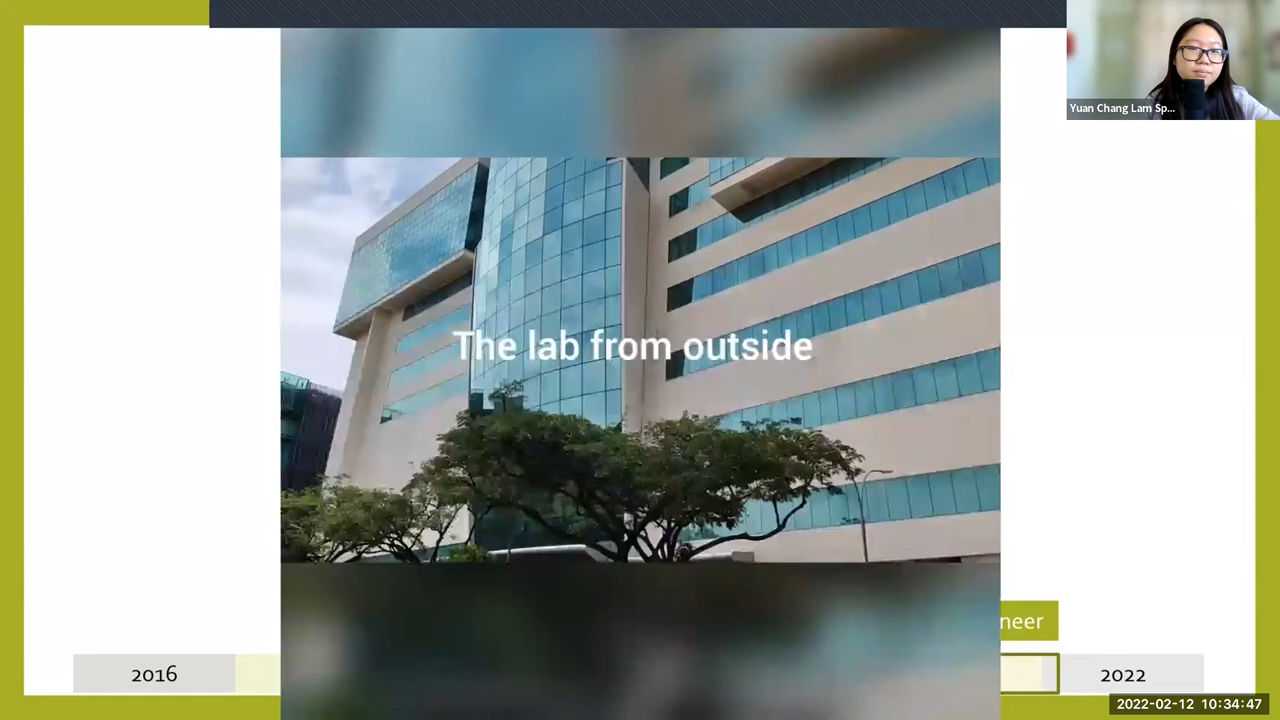 Yuan Chang Lam Sp...
The lab from outside
neer
2016
2022
2022-02-12 10:34:47